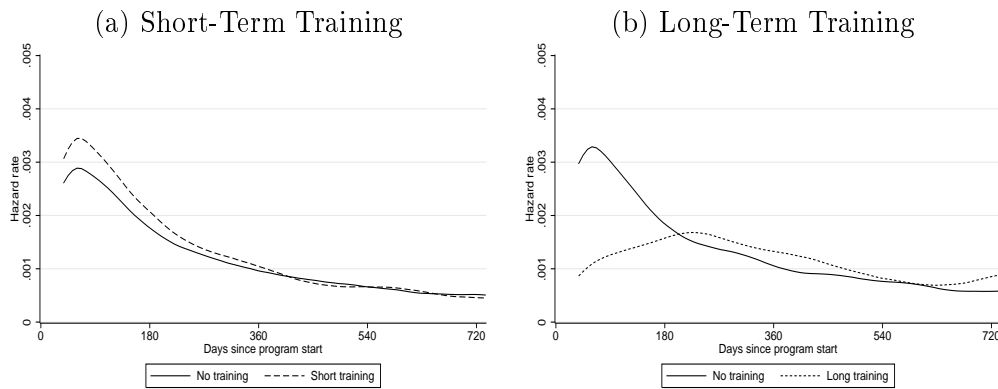 (a) Short-Term Training
Hazard rate
.005
.004
.003
.002
.001
0
0 180 360 540 720
Days since program start
No training Short training
(b) Long-Term Training
Hazard rate
.005
.004
.003
.002
.001
0
0 180 360 540 720
Days since program start
No training Long training